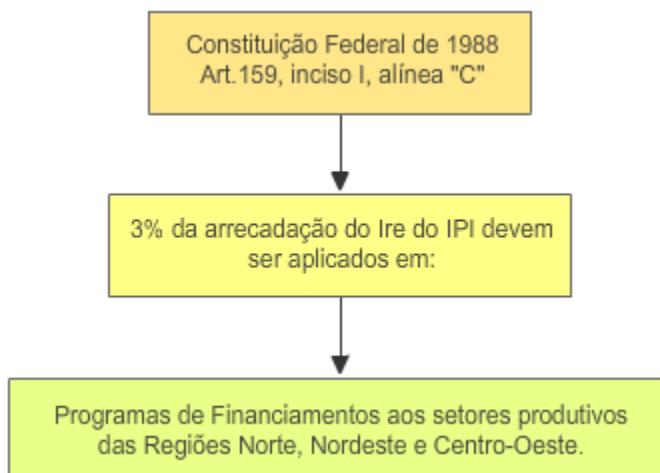 Constituição Federal de 1988
Art.159, inciso I, alínea "C"
3% da arrecadação do Ire do IPI devem
ser aplicados em:
Programas de Financiamentos aos setores produtivos
das Regiões Norte, Nordeste e Centro-Oeste.